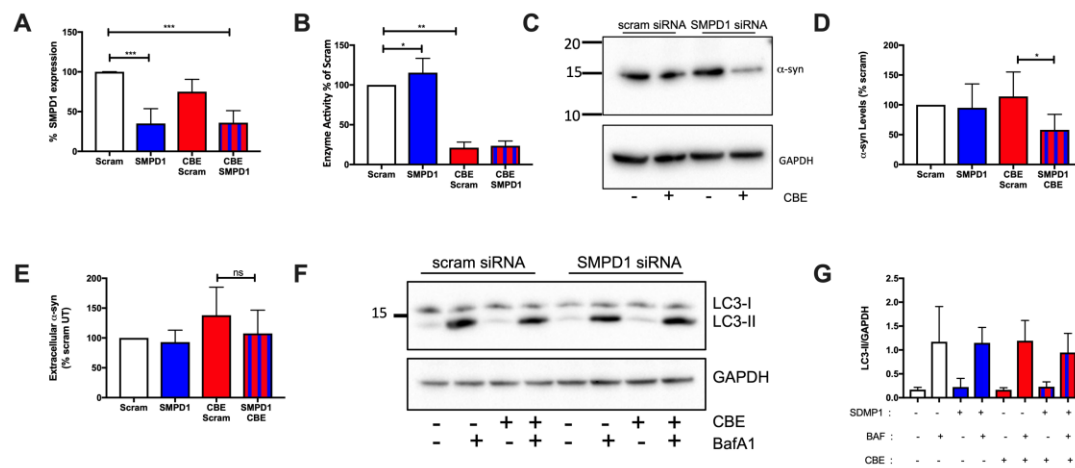 A
% SMPD1 expression
150
100
50
0
***
***
Scram
SMPD1
CBE
Scram
CBE
SMPD1
B
Enzyme Activity % of Scram
150
100
50
0
**
*
Scram
SMPD1
CBE
Scram
CBE
SMPD1
C
scram siRNA SMPD1 siRNA
20
15
10
α-syn
GAPDH
- + - + CBE
D
α-syn Levels (% scram)
200
150
100
50
0
*
Scram
SMPD1
CBE
Scram
SMPD1
CBE
E
Extracellular α-syn
(% scram UT)
200
150
100
50
0
ns
Scram
SMPD1
CBE
Scram
SMPD1
CBE
F
scram siRNA SMPD1 siRNA
15
LC3-I
LC3-II
GAPDH
- - + + - - + + CBE
- + - + - + - + BafA1
G
LC3-II/GAPDH
2.5
2.0
1.5
1.0
0.5
0.0
SDMP1 : - - + + - - + +
BAF : - + - + - + - +
CBE : - - - - + + + +